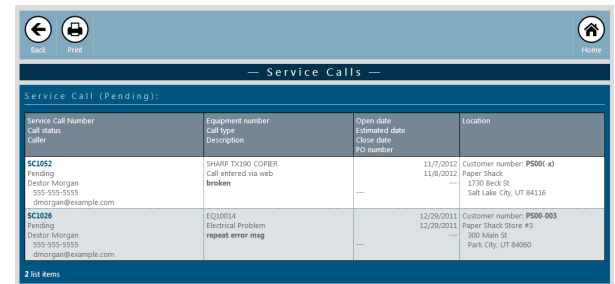 Back Print Home
— Service Calls —
Service Call (Pending):
Service Call Number Equipment number Open date Location
Call status Call type Estimated date
Caller Description Close date
PO number
SC1052 SHARP TX190 COPIER 11/7/2012 Customer number: PS00(-x)
Pending Call entered via web 11/8/2012 Paper Shack
Dextor Morgan broken --- 1730 Beck St
555-555-5555 --- Salt Lake City, UT 84116
dmorgan@example.com
SC1026 EQ10014 12/29/2011 Customer number: PS00-003
Pending Electrical Problem 12/29/2011 Paper Shack Store #3
Dextor Morgan repeat error msg --- 300 Main St
555-555-5555 --- Park City, UT 84060
dmorgan@example.com
2 list items